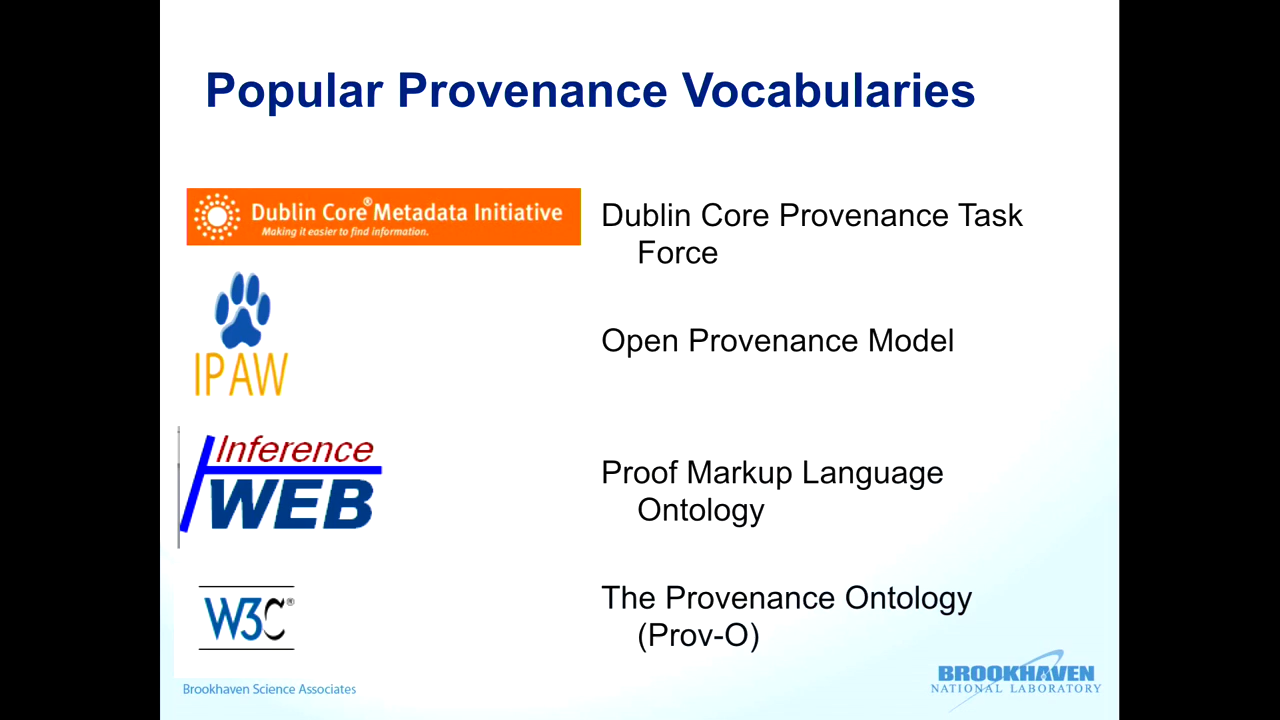 Popular Provenance Vocabularies
Dublin Core® Metadata Initiative
Making it easier to find information.
Dublin Core Provenance Task
Force
IPAW
Open Provenance Model
Inference
WEB
Proof Markup Language
Ontology
W3C®
The Provenance Ontology
(Prov-O)
Brookhaven Science Associates
BROOKHAVEN
NATIONAL LABORATORY